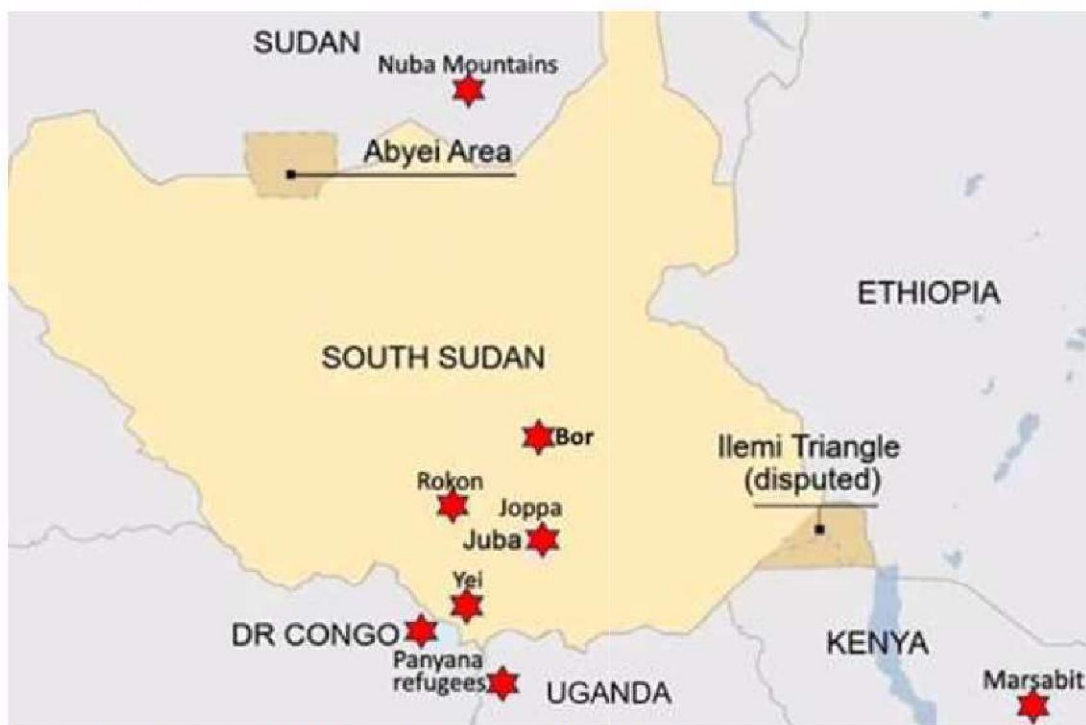 SUDAN
Nuba Mountains
Abyei Area
ETHIOPIA
SOUTH SUDAN
Bor
Ilemi Triangle
(disputed)
Rokon
Joppa
Juba
Yei
DR CONGO
KENYA
Panyana
refugees
UGANDA
Marsabit